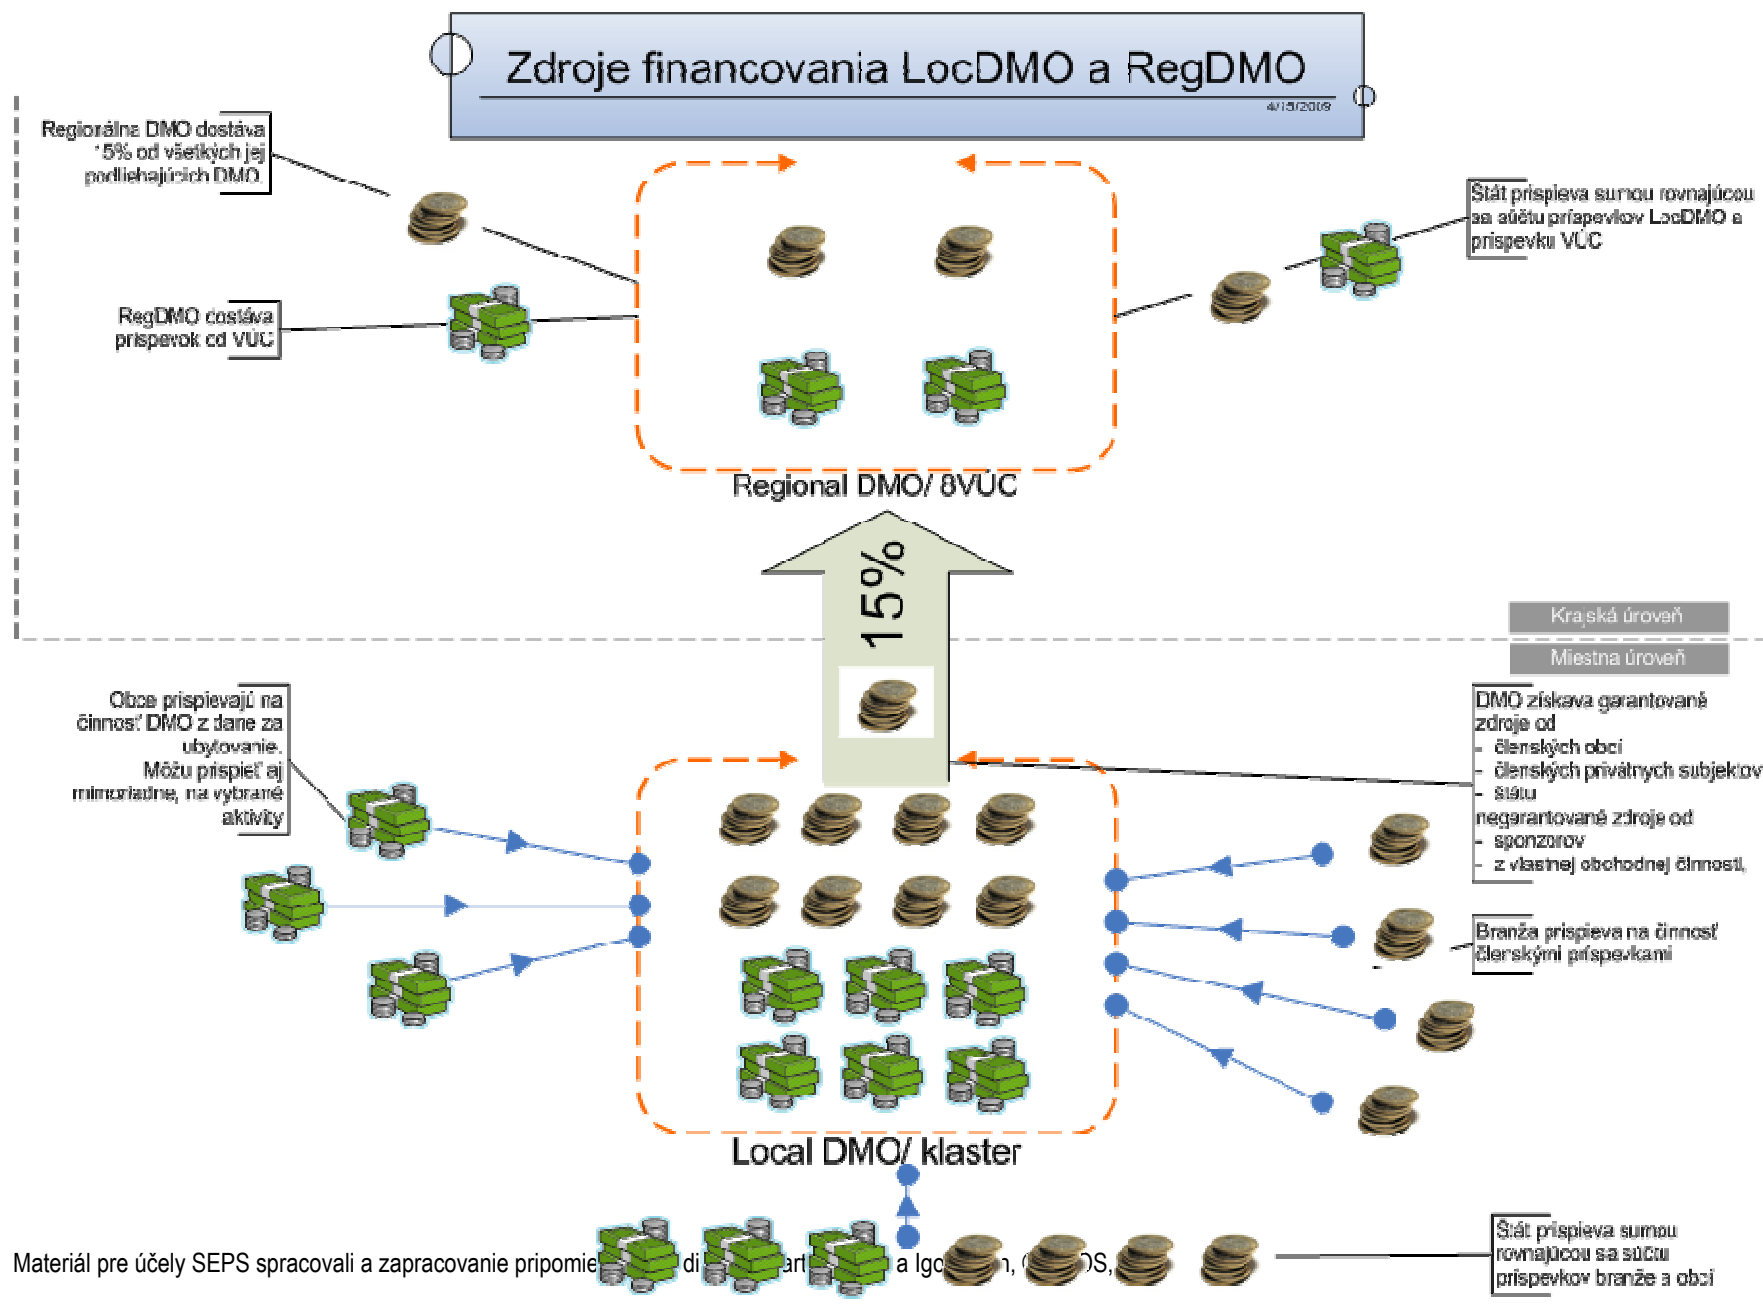 Zdroje financovania LocDMO a RegDMO
4/15/2009
Regionálna DMO dostáva
15% od všetkých jej
podliehajúcich DMO.
RegDMO dostáva
príspevok od VÚC
Štát prispieva sumou rovnajúcou
sa súčtu príspevkov LocDMO a
príspevku VÚC
Regional DMO/ 8VÚC
15%
Krajská úroveň
Miestna úroveň
Obce prispievajú na
činnosť DMO z dane za
ubytovanie.
Môžu prispieť aj
mimoriadne, na vybrané
aktivity
DMO získava garantované
zdroje od
- členských obcí
- členských privátnych subjektov
- štátu
negarantované zdroje od
- sponzorov
- z vlastnej obchodnej činnosti,
Branža prispieva na činnosť
členskými príspevkami
Local DMO/ klaster
Štát prispieva sumou
rovnajúcou sa súčtu
príspevkov branže a obcí
Materiál pre účely SEPS spracovali a zapracovanie